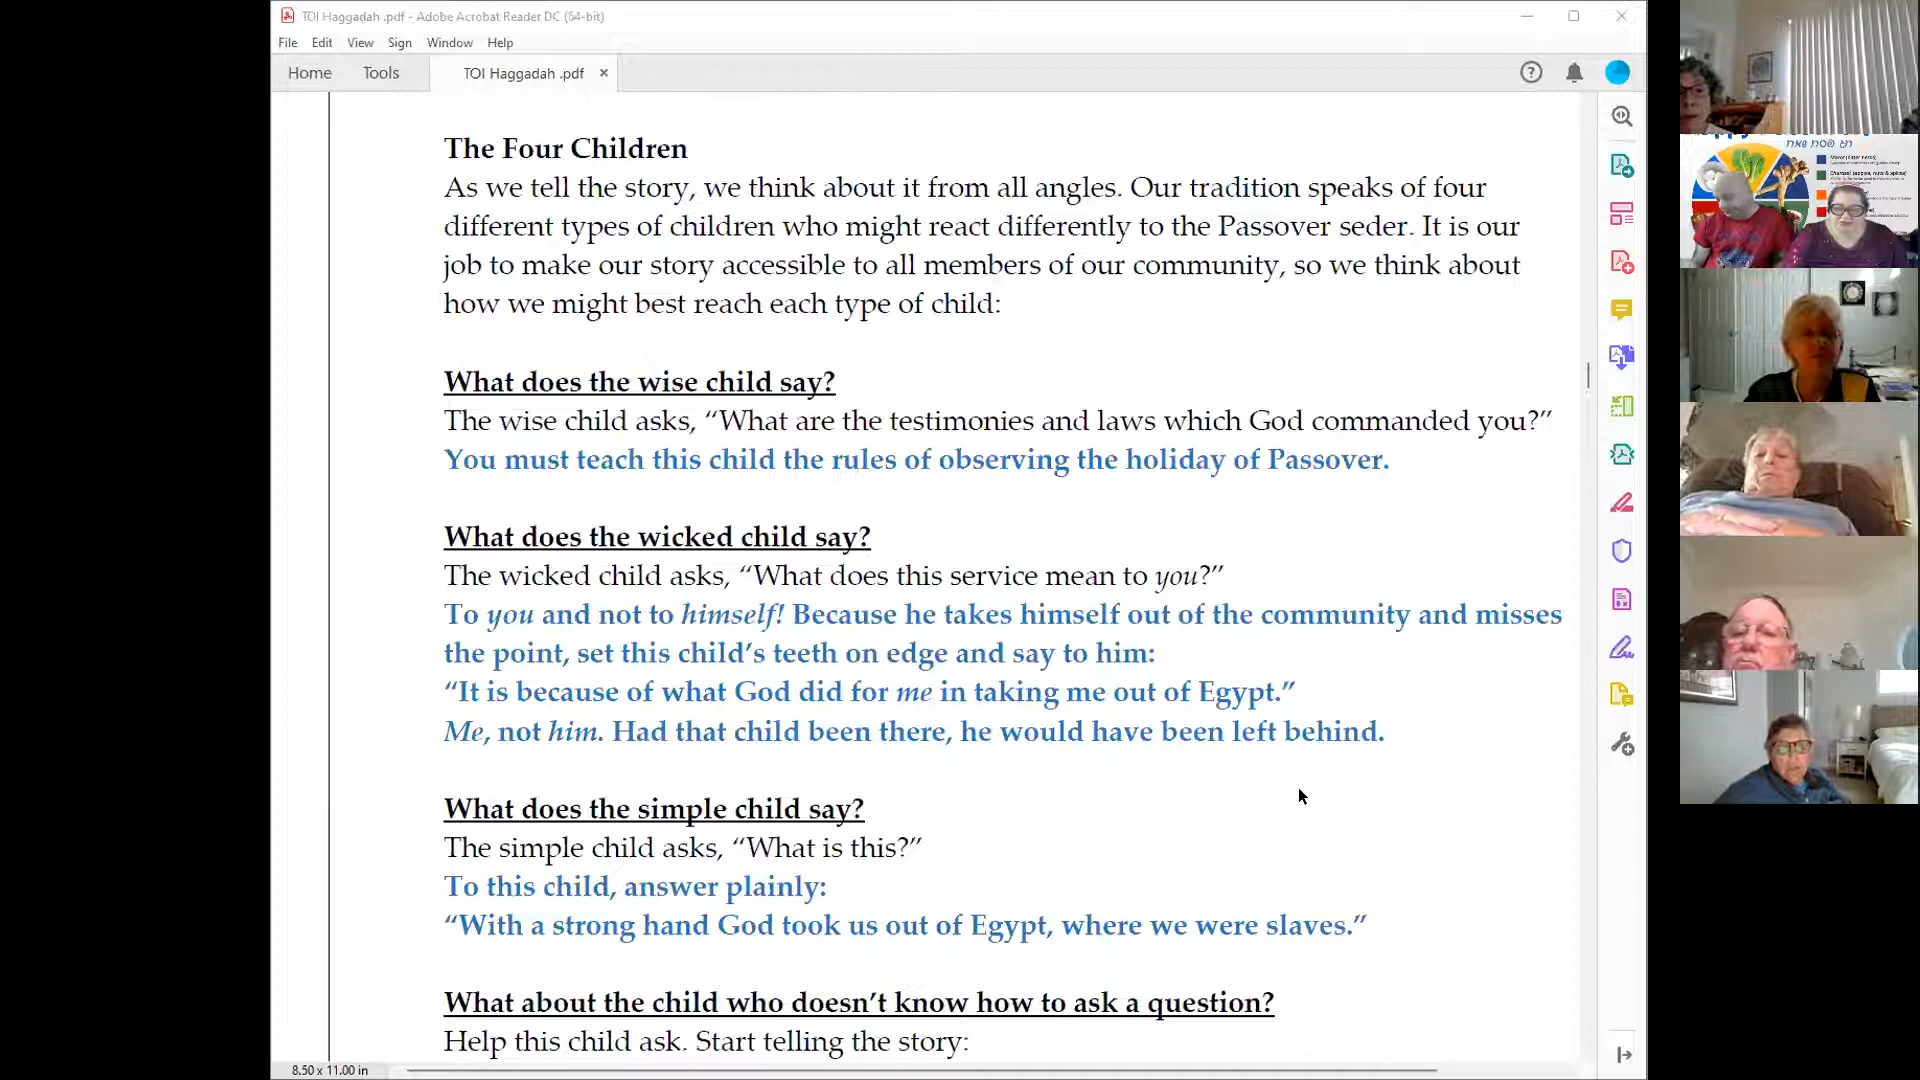 TOI Haggadah .pdf - Adobe Acrobat Reader DC (64-bit)
File Edit View Sign Window Help
Home Tools TOI Haggadah .pdf
The Four Children
As we tell the story, we think about it from all angles. Our tradition speaks of four
different types of children who might react differently to the Passover seder. It is our
job to make our story accessible to all members of our community, so we think about
how we might best reach each type of child:
What does the wise child say?
The wise child asks, “What are the testimonies and laws which God commanded you?”
You must teach this child the rules of observing the holiday of Passover.
What does the wicked child say?
The wicked child asks, “What does this service mean to you?”
To you and not to himself! Because he takes himself out of the community and misses
the point, set this child’s teeth on edge and say to him:
“It is because of what God did for me in taking me out of Egypt.”
Me, not him. Had that child been there, he would have been left behind.
What does the simple child say?
The simple child asks, “What is this?”
To this child, answer plainly:
“With a strong hand God took us out of Egypt, where we were slaves.”
What about the child who doesn’t know how to ask a question?
Help this child ask. Start telling the story:
8.50 x 11.00 in